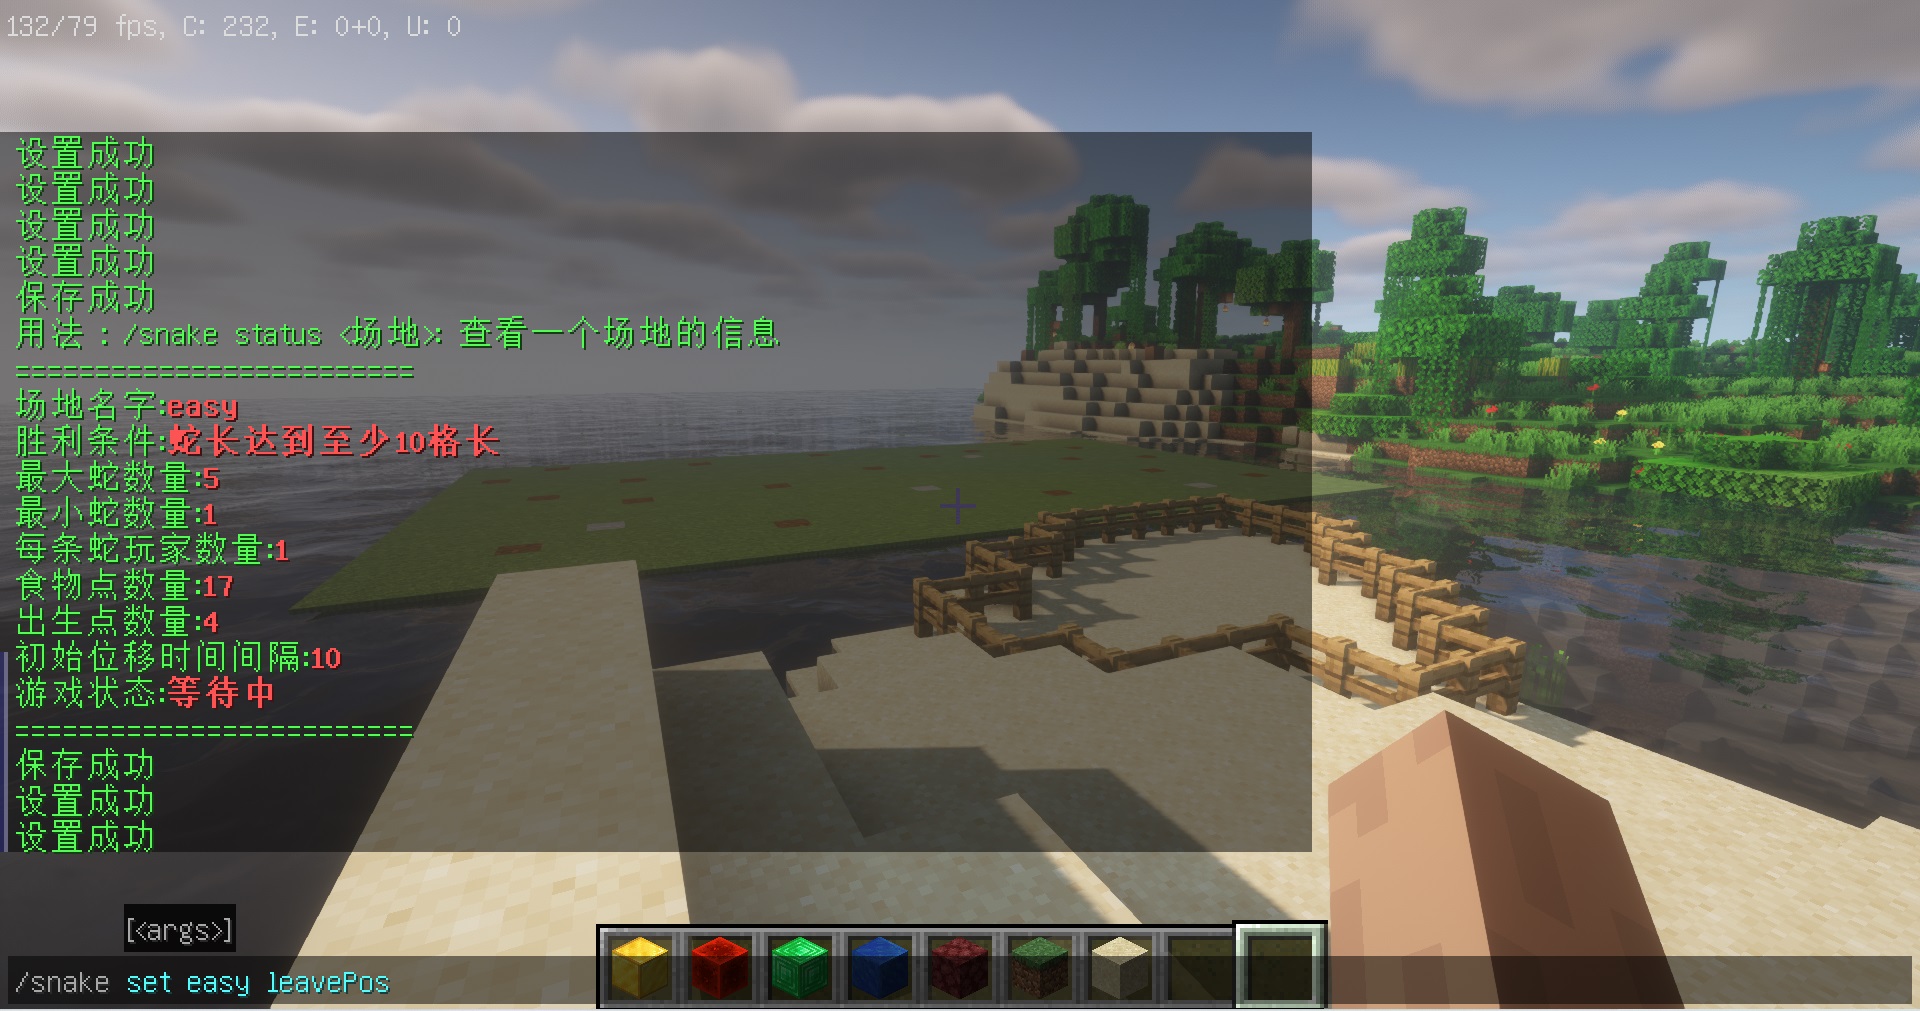 132/79 fps, C: 232, E: 0+0, U: 0
设置成功
设置成功
设置成功
设置成功
保存成功
用法：/snake status <场地>: 查看一个场地的信息
=========================
场地名字:easy
胜利条件:蛇长达到至少10格长
最大蛇数量:5
最小蛇数量:1
每条蛇玩家数量:1
食物点数量:17
出生点数量:4
初始位移时间间隔:10
游戏状态:等待中
=========================
保存成功
设置成功
设置成功
[<args>]
/snake set easy leavePos